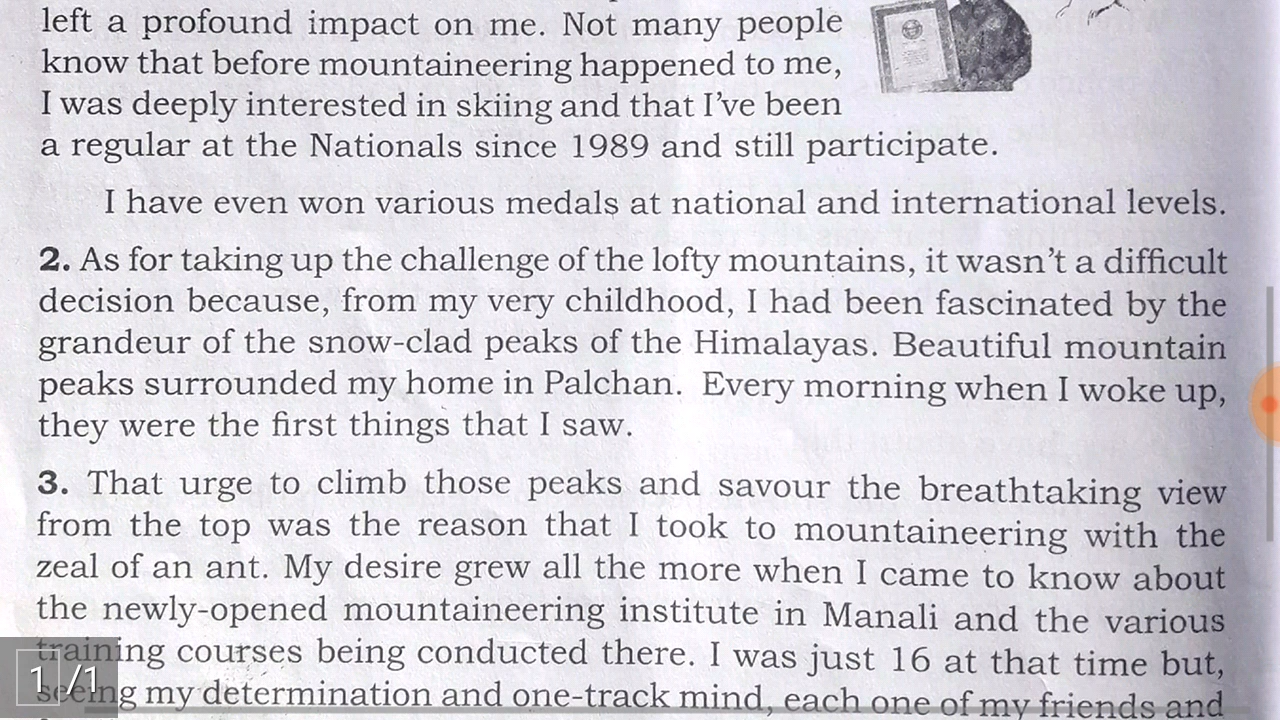 left a profound impact on me. Not many people
know that before mountaineering happened to me,
I was deeply interested in skiing and that I've been
a regular at the Nationals since 1989 and still participate.
I have even won various medals at national and international levels.
2. As for taking up the challenge of the lofty mountains, it wasn't a difficult
decision because, from my very childhood, I had been fascinated by the
grandeur of the snow-clad peaks of the Himalayas. Beautiful mountain
peaks surrounded my home in Palchan. Every morning when I woke up,
they were the first things that I saw.
3. That urge to climb those peaks and savour the breathtaking view
from the top was the reason that I took to mountaineering with the
zeal of an ant. My desire grew all the more when I came to know about
the newly-opened mountaineering institute in Manali and the various
training courses being conducted there. I was just 16 at that time but,
seeing my determination and one-track mind, each one of my friends and
1/1